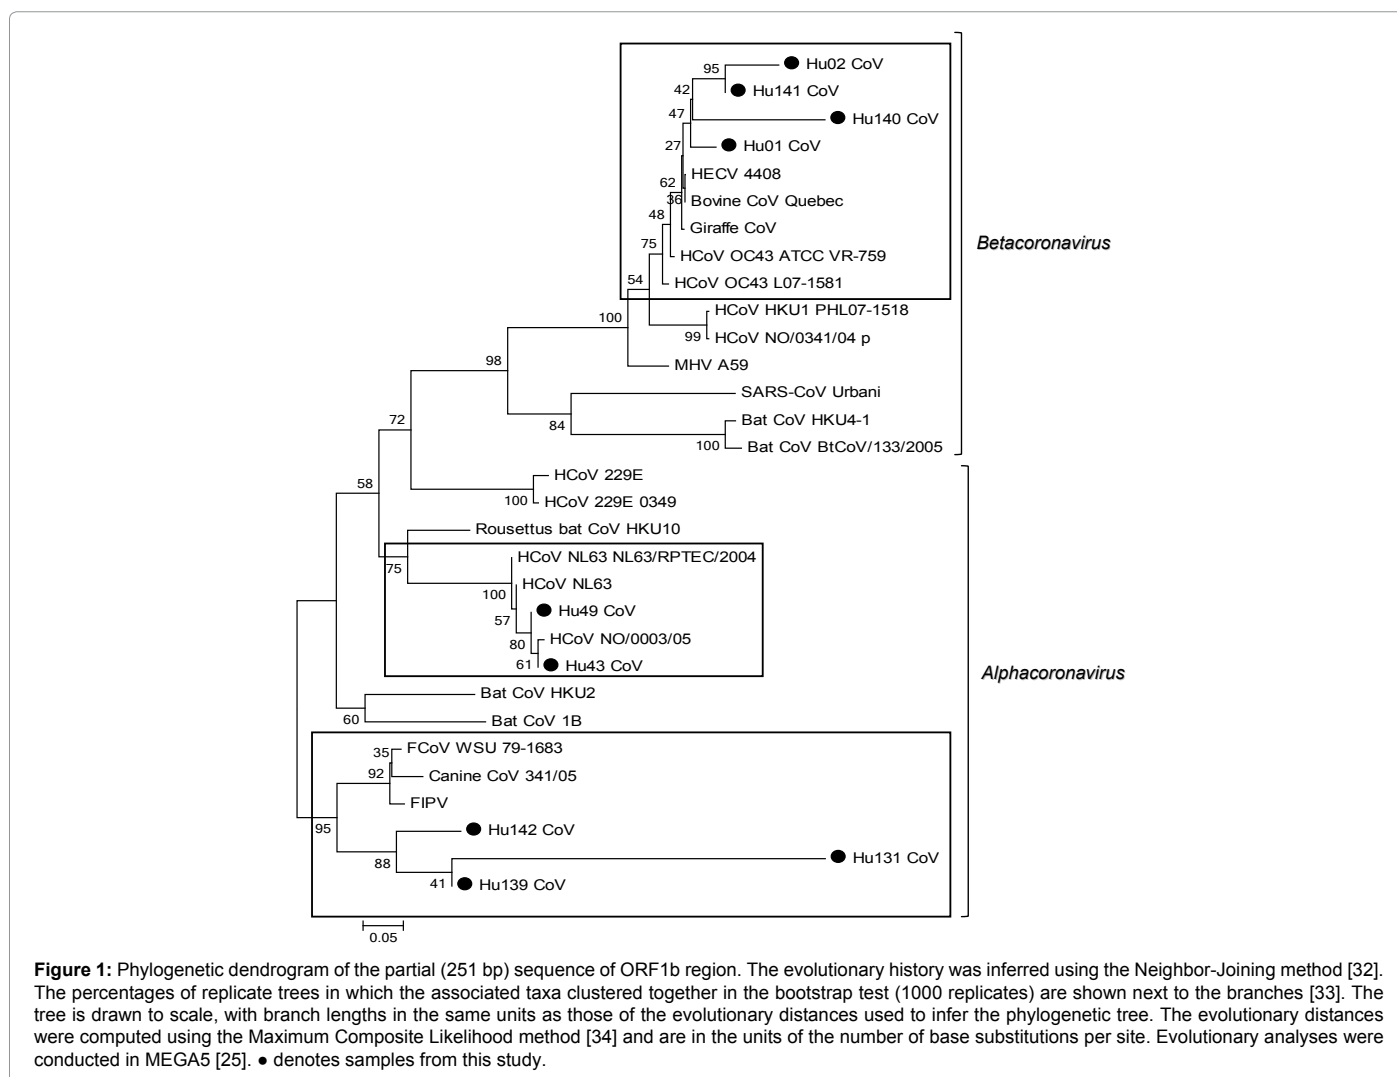 95
Hu02 CoV
Hu141 CoV
42
47
Hu140 CoV
27
Hu01 CoV
HECV 4408
62
36
Bovine CoV Quebec
48
Giraffe CoV
75
HCoV OC43 ATCC VR-759
54
HCoV OC43 L07-1581
Betacoronavirus
HCoV HKU1 PHL07-1518
100
99
HCoV NO/0341/04 p
98
MHV A59
SARS-CoV Urbani
72
84
Bat CoV HKU4-1
100
Bat CoV BtCoV/133/2005
58
HCoV 229E
100
HCoV 229E 0349
Rousettus bat CoV HKU10
75
HCoV NL63 NL63/RPTEC/2004
100
HCoV NL63
57
Hu49 CoV
80
HCoV NO/0003/05
61
Hu43 CoV
Alphacoronavirus
Bat CoV HKU2
60
Bat CoV 1B
35
FCoV WSU 79-1683
92
Canine CoV 341/05
FIPV
95
Hu142 CoV
88
Hu131 CoV
41
Hu139 CoV
0.05
Figure 1: Phylogenetic dendrogram of the partial (251 bp) sequence of ORF1b region. The evolutionary history was inferred using the Neighbor-Joining method [32].
The percentages of replicate trees in which the associated taxa clustered together in the bootstrap test (1000 replicates) are shown next to the branches [33]. The
tree is drawn to scale, with branch lengths in the same units as those of the evolutionary distances used to infer the phylogenetic tree. The evolutionary distances
were computed using the Maximum Composite Likelihood method [34] and are in the units of the number of base substitutions per site. Evolutionary analyses were
conducted in MEGA5 [25]. ● denotes samples from this study.